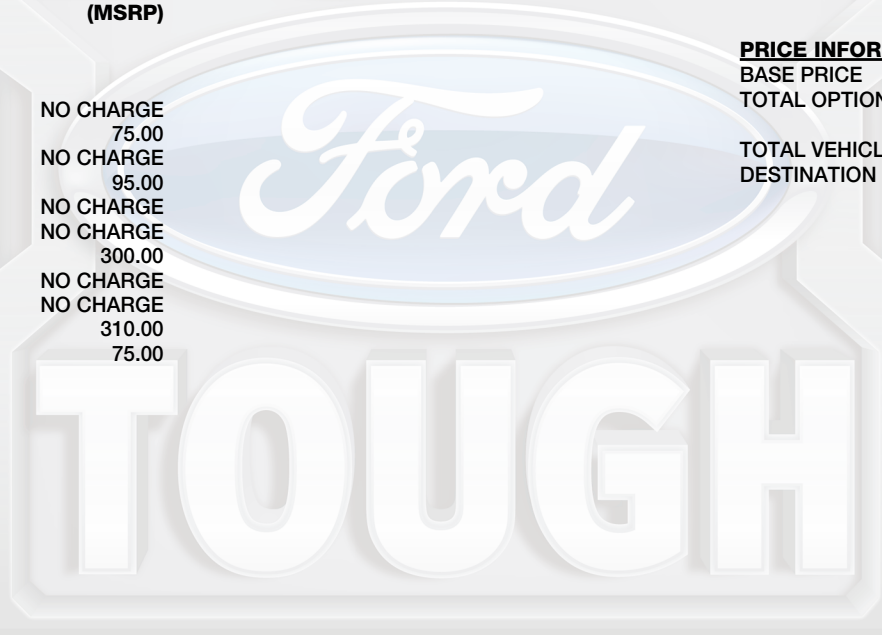 (MSRP)
NO CHARGE
75.00
NO CHARGE
95.00
NO CHARGE
NO CHARGE
300.00
NO CHARGE
NO CHARGE
310.00
75.00
PRICE INFOR
BASE PRICE
TOTAL OPTION
TOTAL VEHICL
DESTINATION
Ford
TOUGH